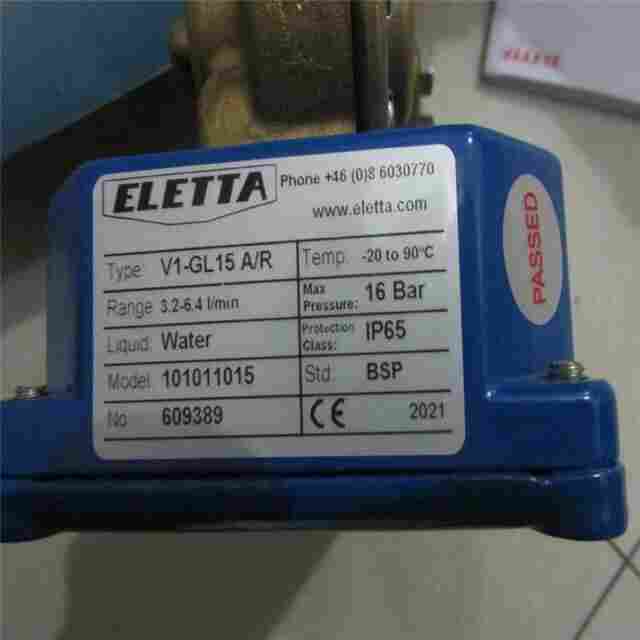 ELETTA
ELETTA Phone +46 (0)8 6030770
www.eletta.com
Type: V1-GL15 A/R Temp. -20 to 90°C
Range 3.2-6.4 l/min Max Pressure: 16 Bar
Liquid: Water Protection Class: IP65
Model 101011015 Std. BSP
No 609389 CE 2021
PASSED